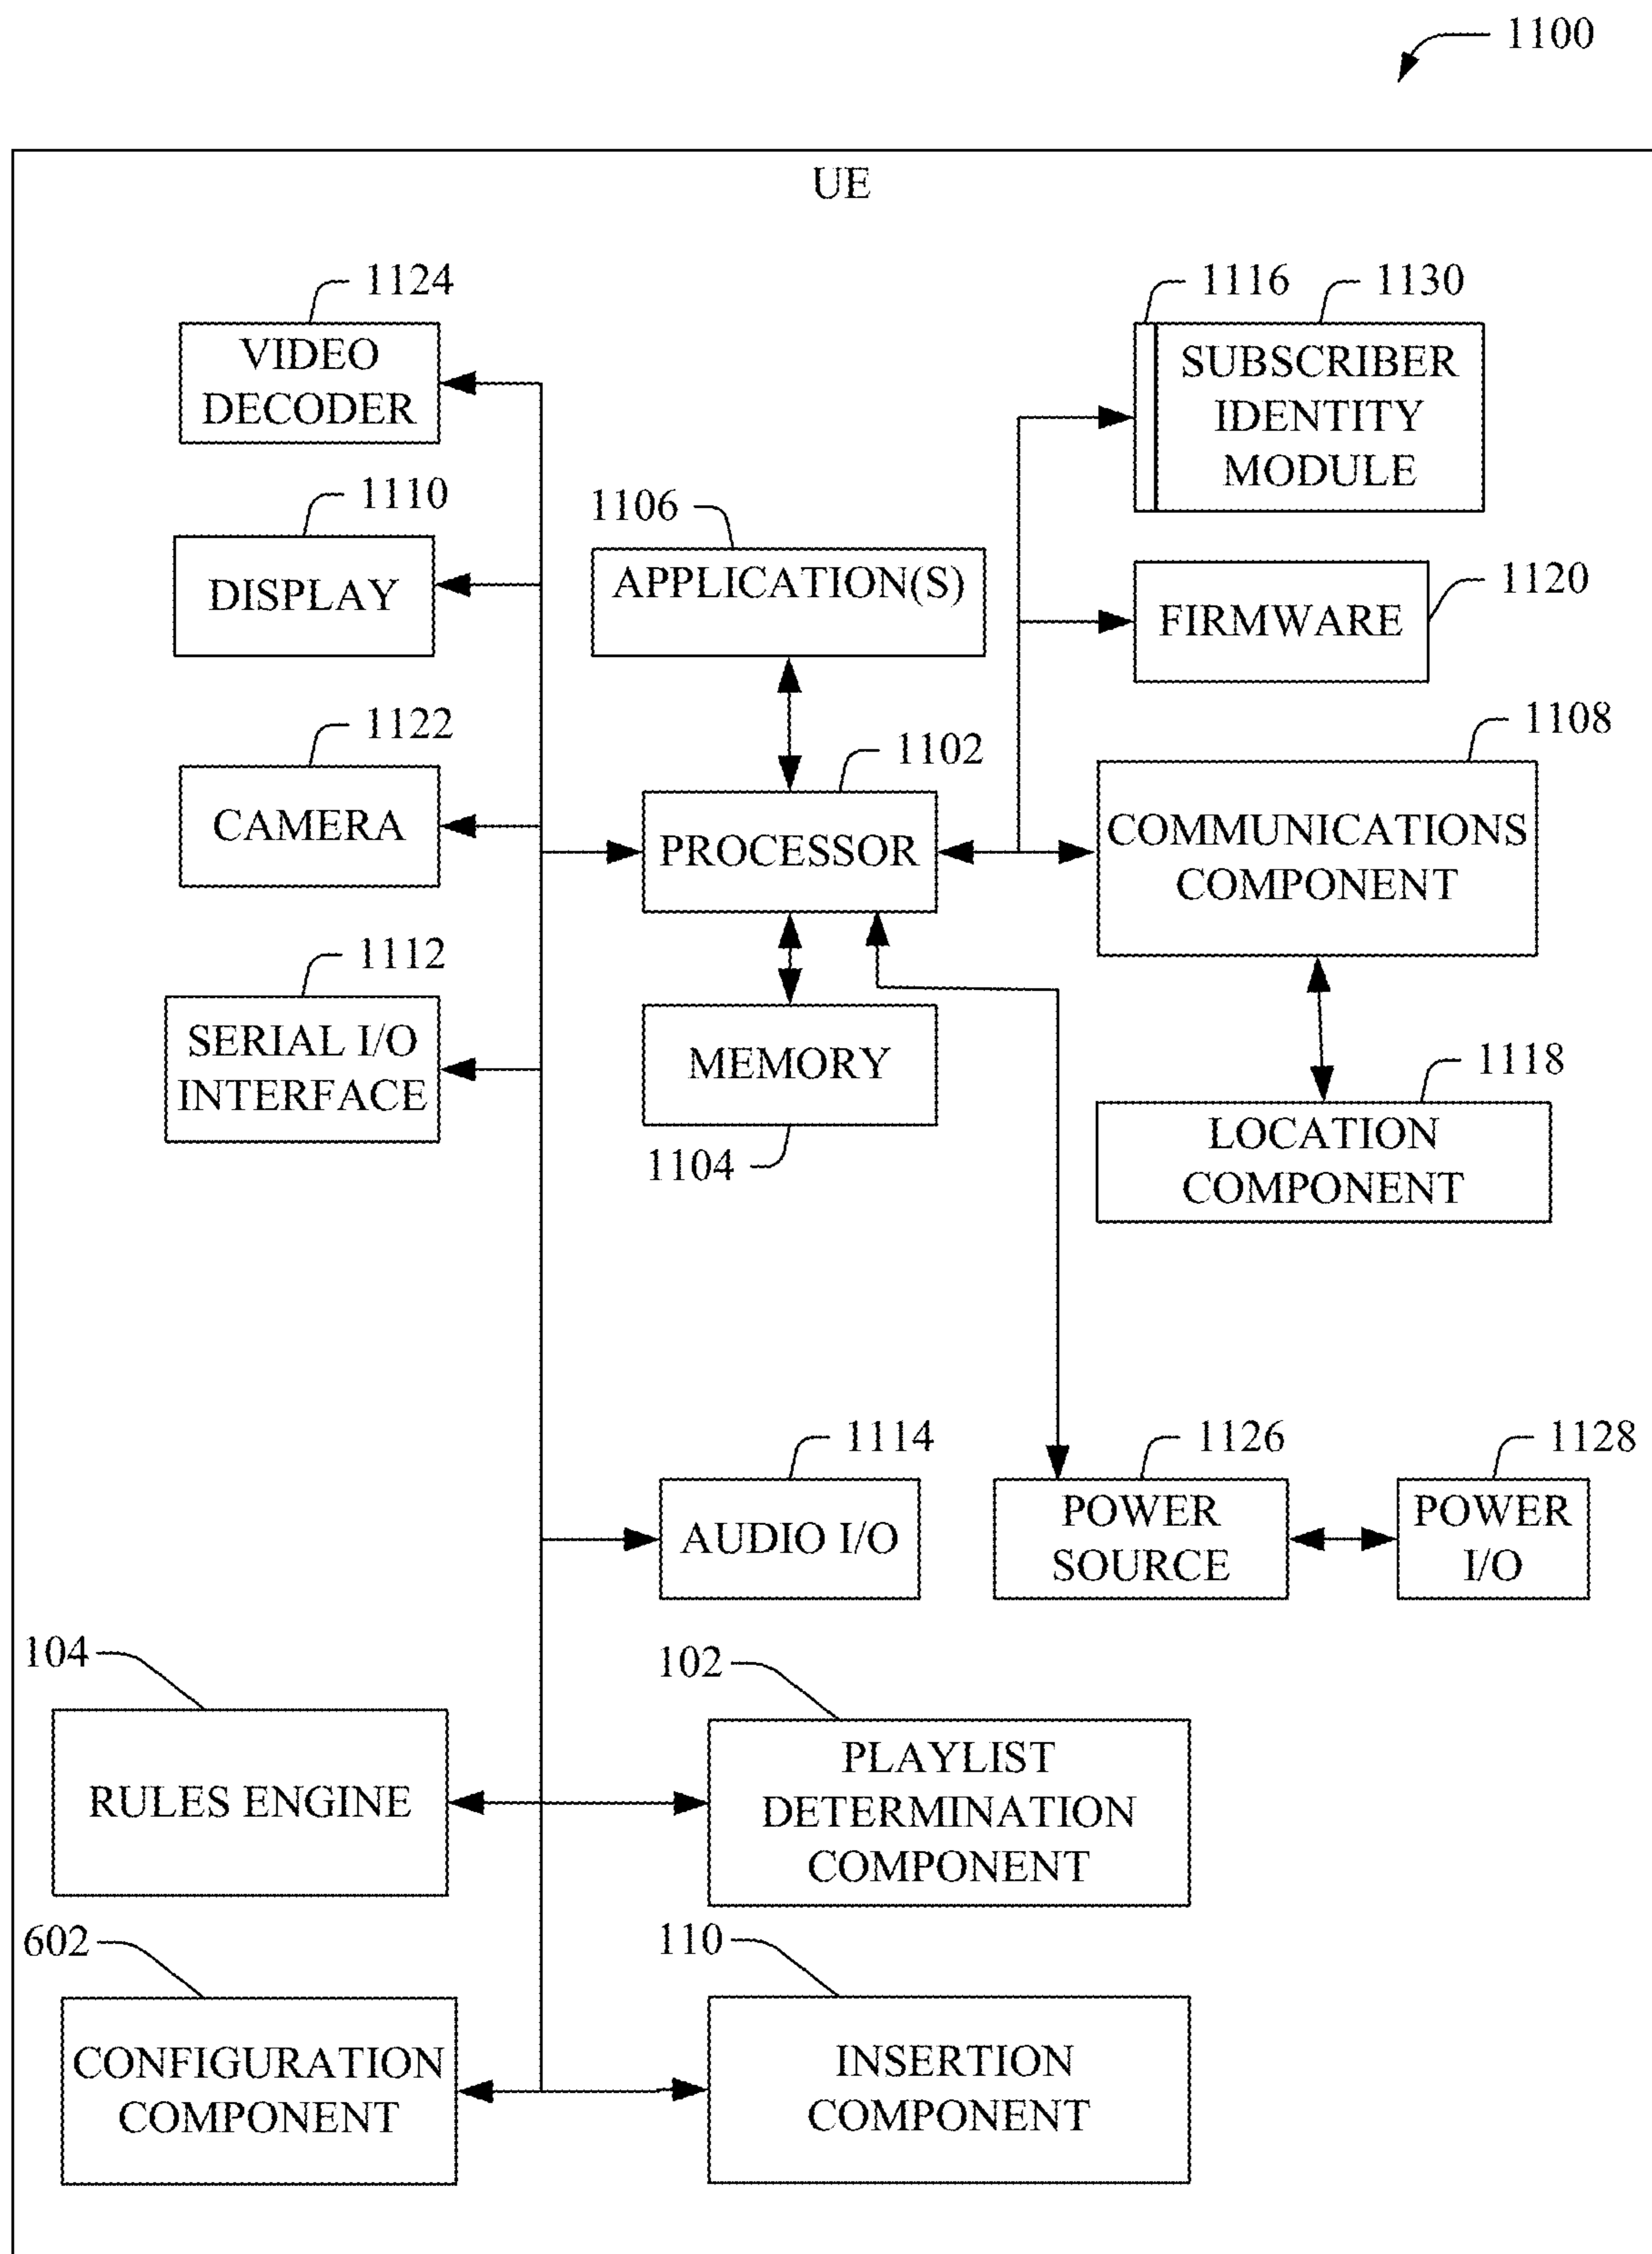 1100
UE
1124
VIDEO
DECODER
1116
1130
SUBSCRIBER
IDENTITY
MODULE
1110
DISPLAY
1106
APPLICATION(S)
1120
FIRMWARE
1122
CAMERA
1102
PROCESSOR
1108
COMMUNICATIONS
COMPONENT
1112
SERIAL I/O
INTERFACE
MEMORY
1104
1118
LOCATION
COMPONENT
1114
AUDIO I/O
1126
POWER
SOURCE
1128
POWER
I/O
104
RULES ENGINE
102
PLAYLIST
DETERMINATION
COMPONENT
602
CONFIGURATION
COMPONENT
110
INSERTION
COMPONENT